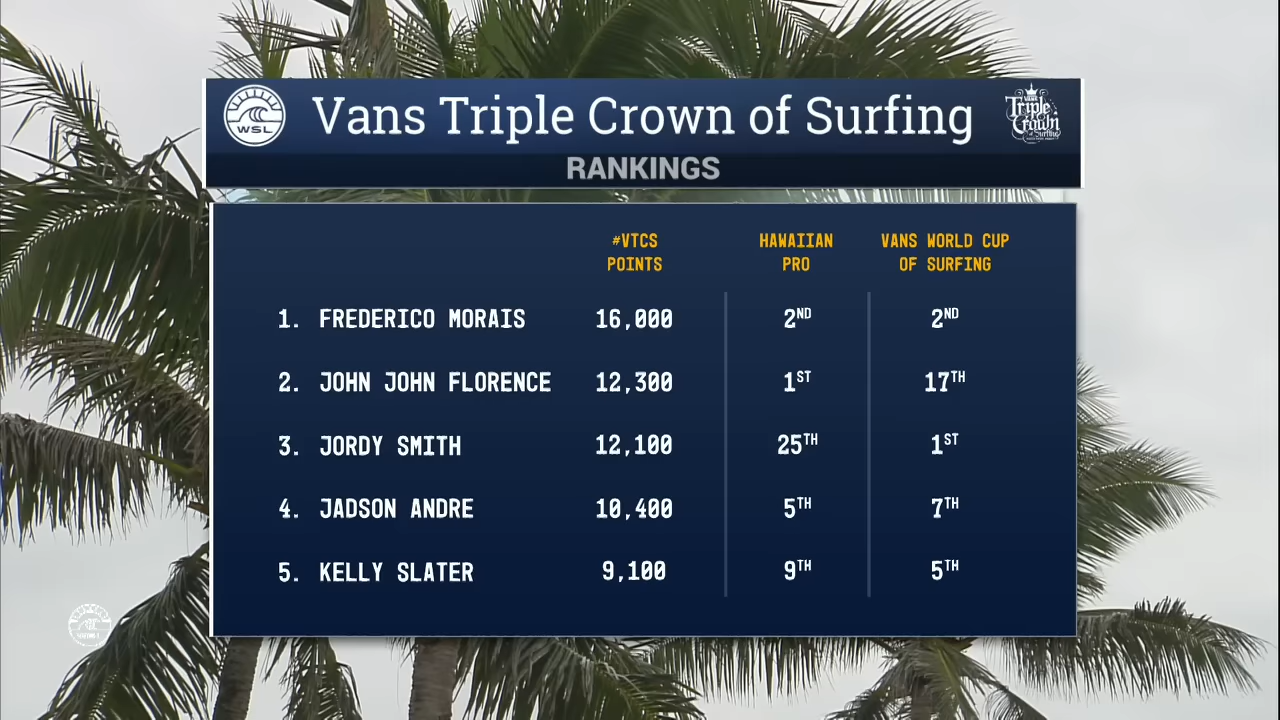 WSL
Vans Triple Crown of Surfing
VANS
Triple
Crown
of Surfing
RANKINGS
#VTCS POINTS
HAWAIIAN PRO
VANS WORLD CUP OF SURFING
1. FREDERICO MORAIS 16,000 2ND 2ND
2. JOHN JOHN FLORENCE 12,300 1ST 17TH
3. JORDY SMITH 12,100 25TH 1ST
4. JADSON ANDRE 10,400 5TH 7TH
5. KELLY SLATER 9,100 9TH 5TH